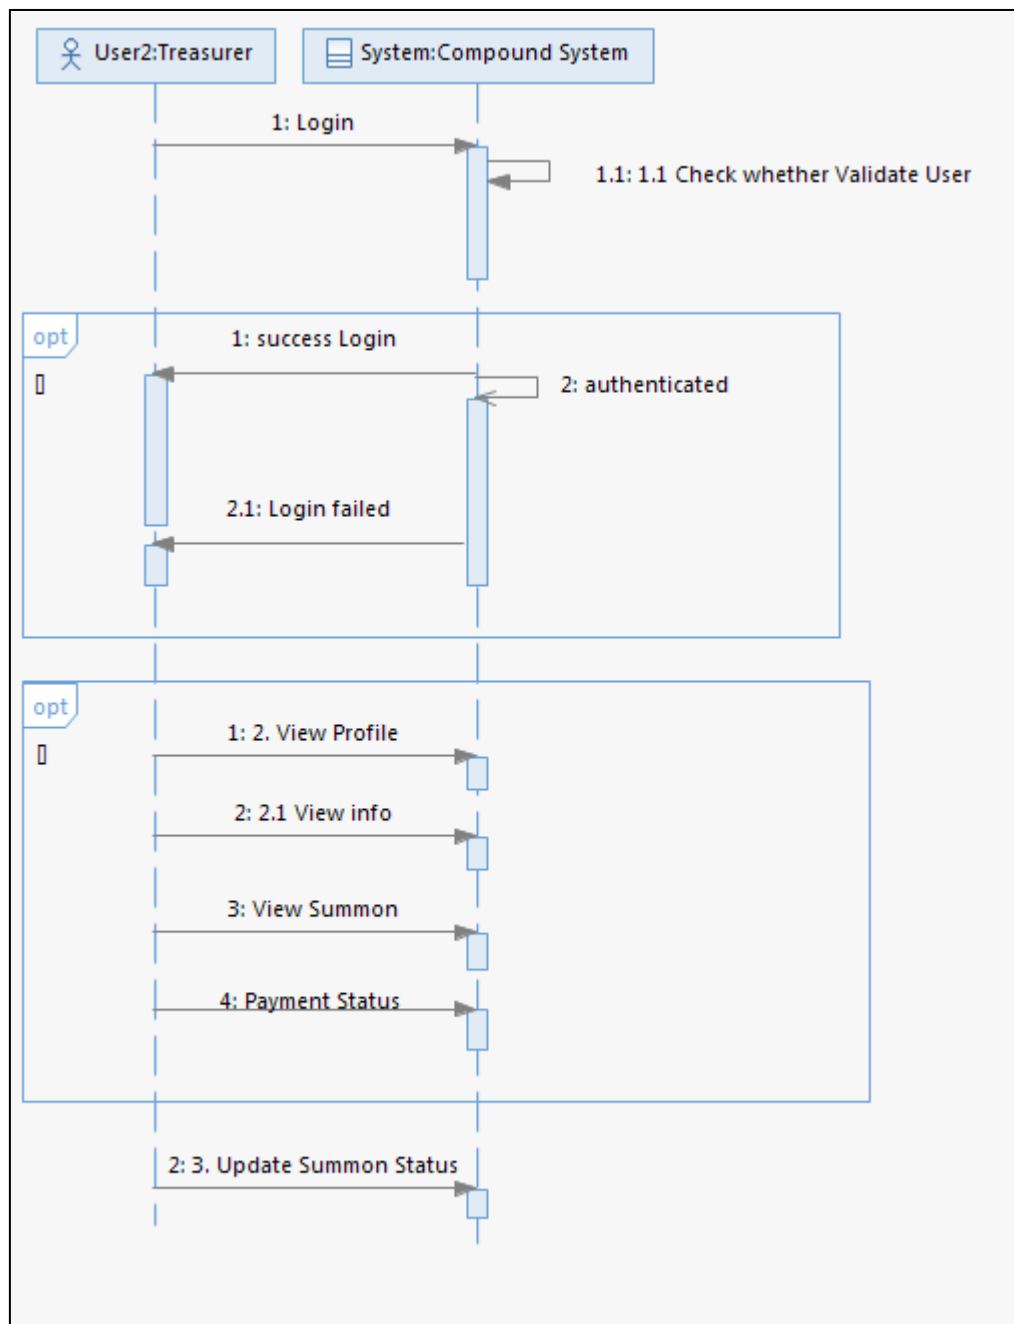 User2:Treasurer
System:Compound System
1: Login
1.1: 1.1 Check whether Validate User
opt
1: success Login
[]
2: authenticated
2.1: Login failed
opt
1: 2. View Profile
[]
2: 2.1 View info
3: View Summon
4: Payment Status
2: 3. Update Summon Status